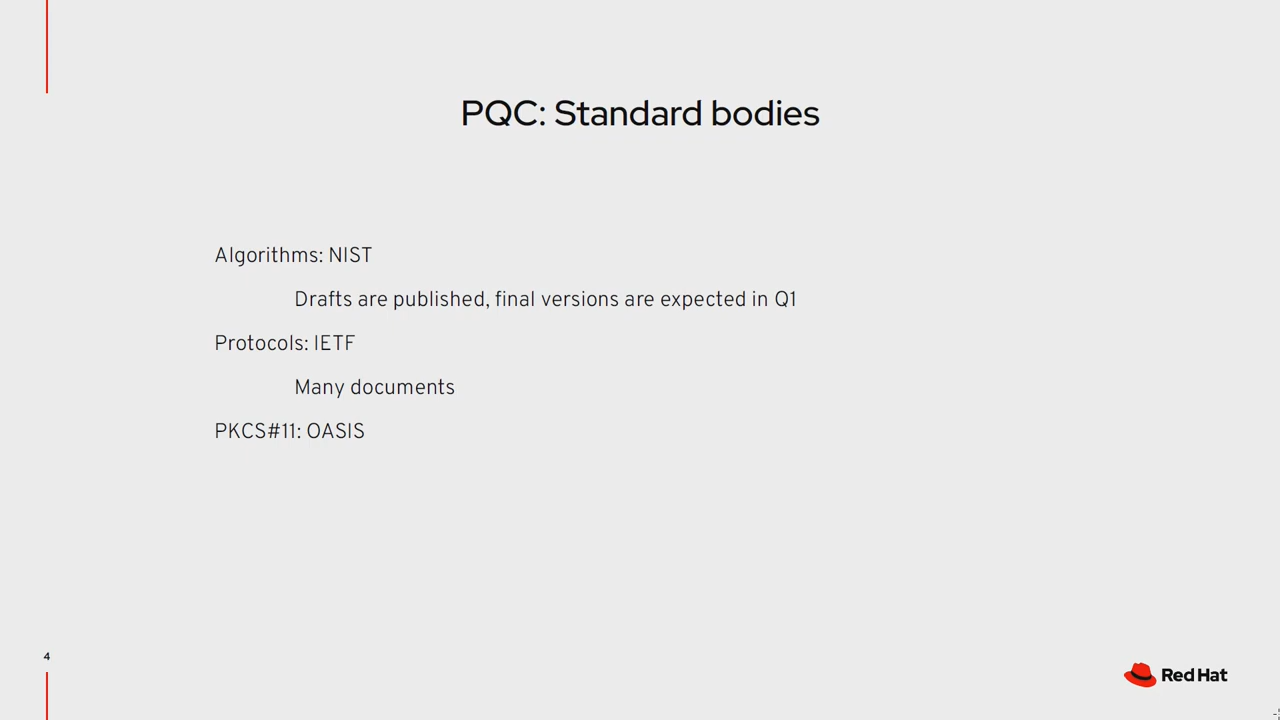 PQC: Standard bodies
Algorithms: NIST
Drafts are published, final versions are expected in Q1
Protocols: IETF
Many documents
PKCS#11: OASIS
4
Red Hat